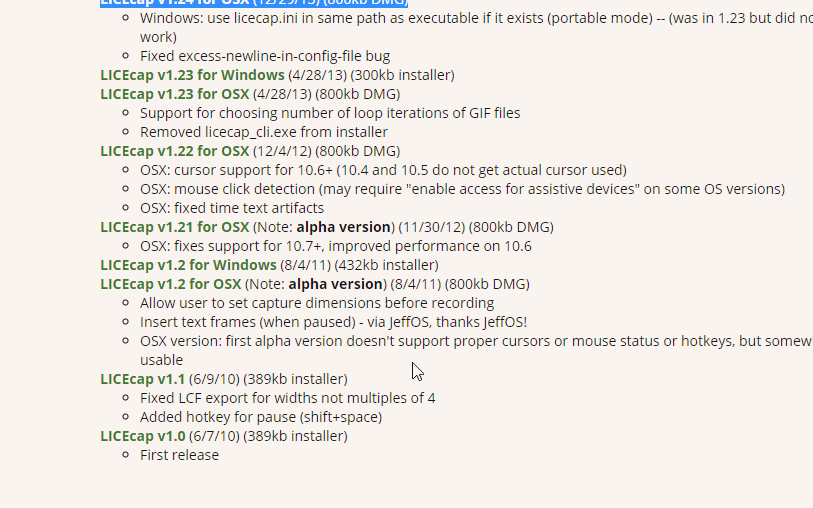 LICEcap v1.24 for OSX (12/29/13) (800kb DMG)
Windows: use licecap.ini in same path as executable if it exists (portable mode) -- (was in 1.23 but did
work)
Fixed excess-newline-in-config-file bug
LICEcap v1.23 for Windows (4/28/13) (300kb installer)
LICEcap v1.23 for OSX (4/28/13) (800kb DMG)
Support for choosing number of loop iterations of GIF files
Removed licecap_cli.exe from installer
LICEcap v1.22 for OSX (12/4/12) (800kb DMG)
OSX: cursor support for 10.6+ (10.4 and 10.5 do not get actual cursor used)
OSX: mouse click detection (may require "enable access for assistive devices" on some OS versions)
OSX: fixed time text artifacts
LICEcap v1.21 for OSX (Note: alpha version) (11/30/12) (800kb DMG)
OSX: fixes support for 10.7+, improved performance on 10.6
LICEcap v1.2 for Windows (8/4/11) (432kb installer)
LICEcap v1.2 for OSX (Note: alpha version) (8/4/11) (800kb DMG)
Allow user to set capture dimensions before recording
Insert text frames (when paused) - via JeffOS, thanks JeffOS!
OSX version: first alpha version doesn't support proper cursors or mouse status or hotkeys, but somew
usable
LICEcap v1.1 (6/9/10) (389kb installer)
Fixed LCF export for widths not multiples of 4
Added hotkey for pause (shift+space)
LICEcap v1.0 (6/7/10) (389kb installer)
First release